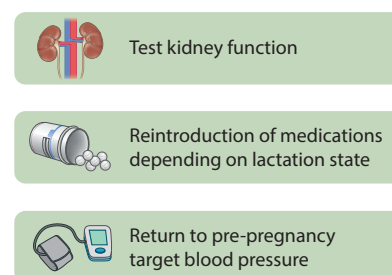 Test kidney function
Reintroduction of medications
depending on lactation state
Return to pre-pregnancy
target blood pressure